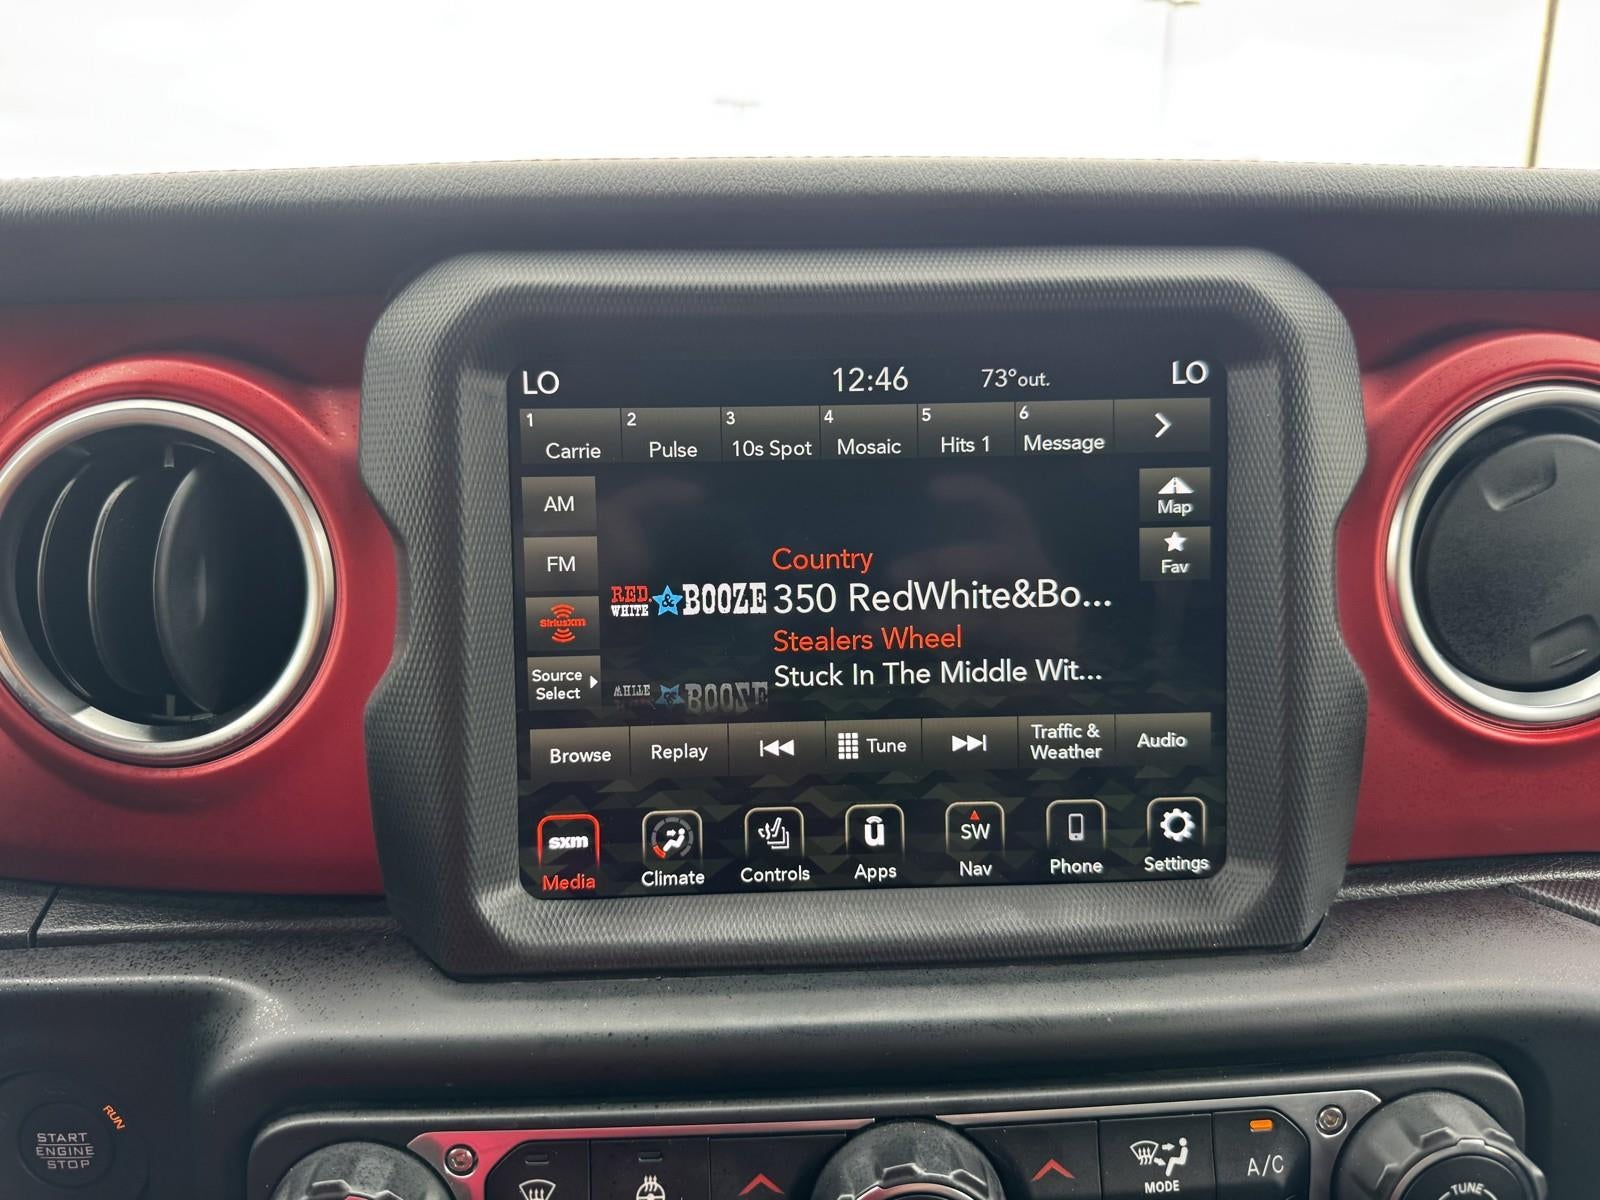 LO 12:46 73°out. LO
1 Carrie 2 Pulse 3 10s Spot 4 Mosaic 5 Hits 1 6 Message
AM
Map
FM
Fav
SiriusXM
Source
Select
RED,
WHITE & BOOZE
Country
350 RedWhite&Bo...
Stealers Wheel
Stuck In The Middle Wit...
Browse Replay Tune Traffic &
Weather Audio
sxm
Media
Climate
Controls
Apps
SW
Nav
Phone
Settings
RUN
START
ENGINE
STOP
MODE
A/C
TUNE